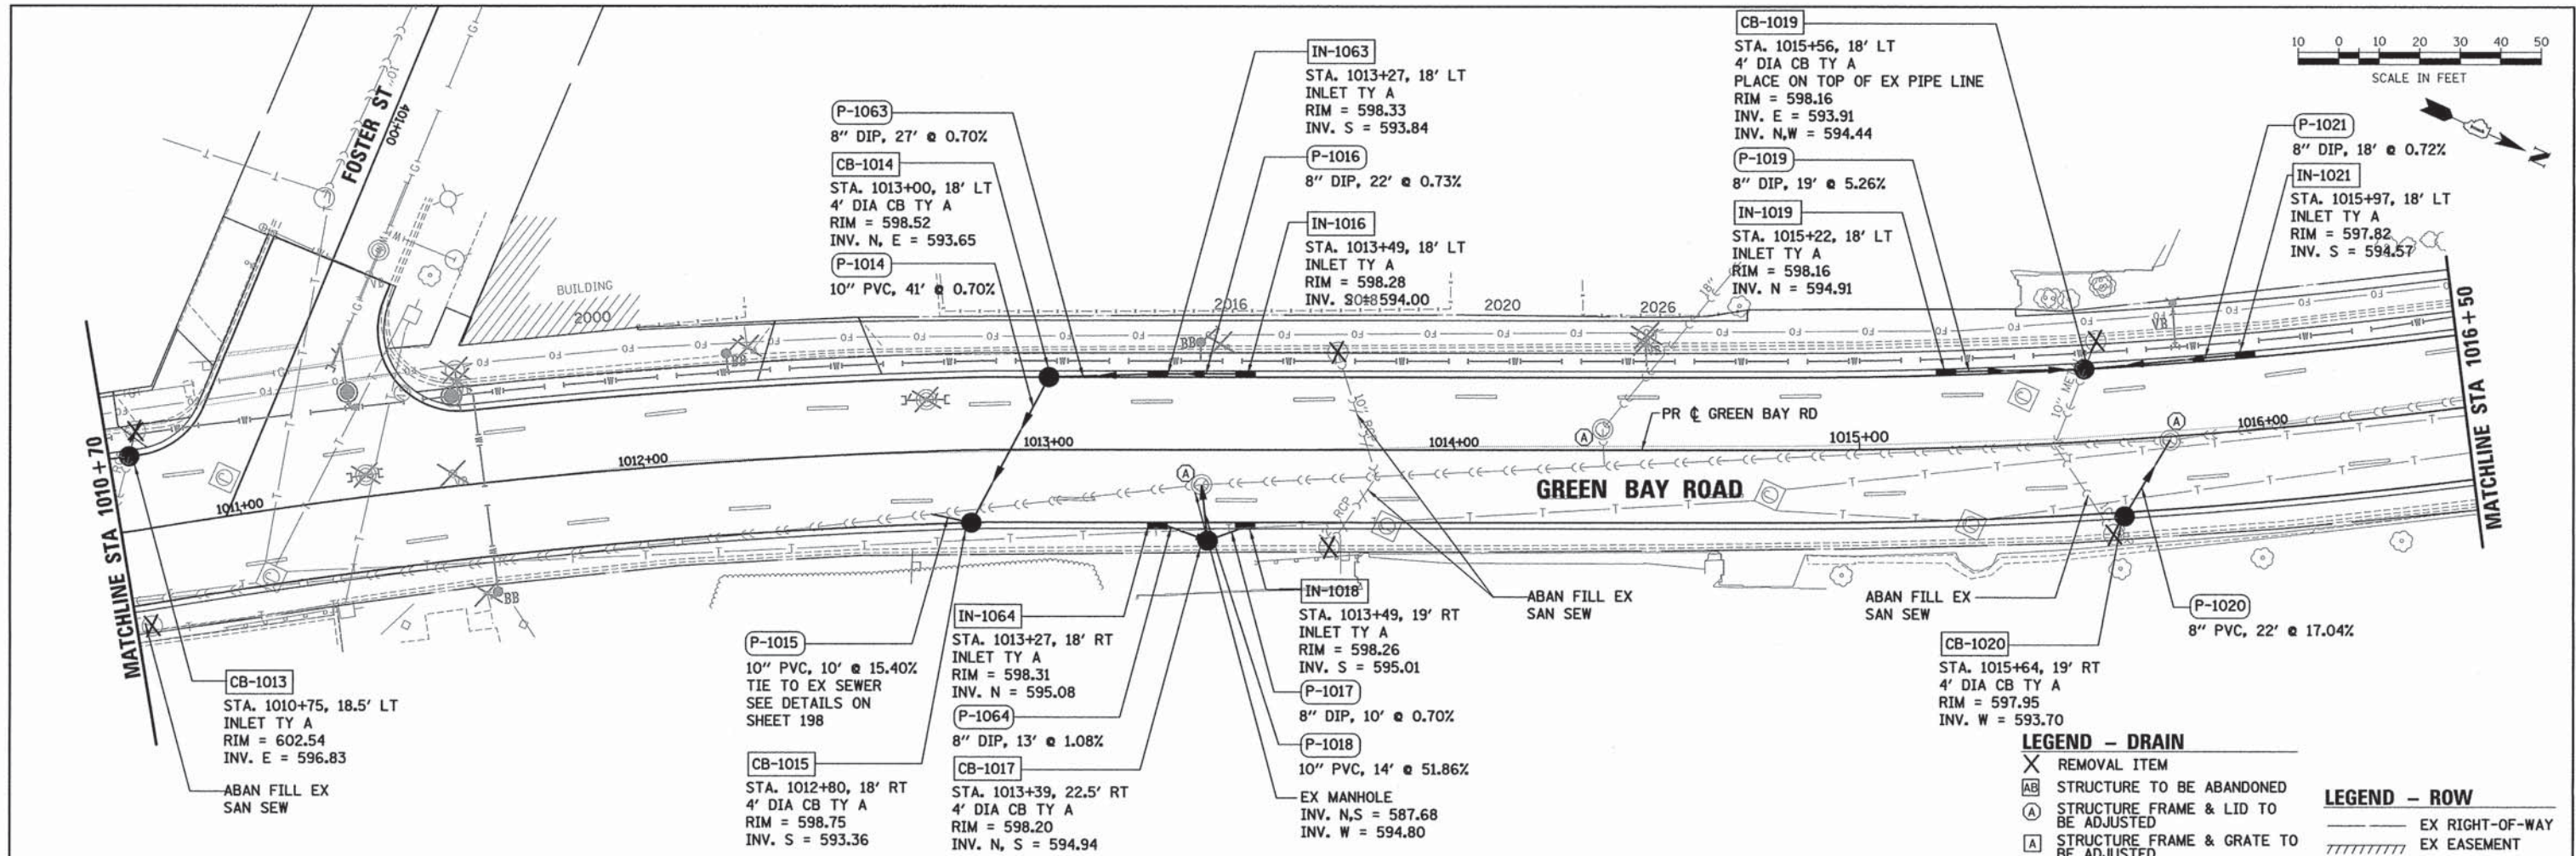 FOSTER ST
401+00
10"
BUILDING
2000
P-1063
8" DIP, 27' @ 0.70%
CB-1014
STA. 1013+00, 18' LT
4' DIA CB TY A
RIM = 598.52
INV. N, E = 593.65
P-1014
10" PVC, 41' @ 0.70%
IN-1063
STA. 1013+27, 18' LT
INLET TY A
RIM = 598.33
INV. S = 593.84
P-1016
8" DIP, 22' @ 0.73%
IN-1016
STA. 1013+49, 18' LT
INLET TY A
RIM = 598.28
INV. S = 594.00
CB-1019
STA. 1015+56, 18' LT
4' DIA CB TY A
PLACE ON TOP OF EX PIPE LINE
RIM = 598.16
INV. E = 593.91
INV. N,W = 594.44
P-1019
8" DIP, 19' @ 5.26%
IN-1019
STA. 1015+22, 18' LT
INLET TY A
RIM = 598.16
INV. N = 594.91
10 0 10 20 30 40 50
SCALE IN FEET
N
P-1021
8" DIP, 18' @ 0.72%
IN-1021
STA. 1015+97, 18' LT
INLET TY A
RIM = 597.82
INV. S = 594.57
2016
2020
2026
18"
BB
BB
VB
10" RCP
RCP
BB
A
A
A
PR ℄ GREEN BAY RD
1011+00
1012+00
1013+00
1014+00
1015+00
1016+00
GREEN BAY ROAD
MATCHLINE STA 1010+70
MATCHLINE STA 1016+50
CB-1013
STA. 1010+75, 18.5' LT
INLET TY A
RIM = 602.54
INV. E = 596.83
ABAN FILL EX
SAN SEW
P-1015
10" PVC, 10' @ 15.40%
TIE TO EX SEWER
SEE DETAILS ON
SHEET 198
CB-1015
STA. 1012+80, 18' RT
4' DIA CB TY A
RIM = 598.75
INV. S = 593.36
IN-1064
STA. 1013+27, 18' RT
INLET TY A
RIM = 598.31
INV. N = 595.08
P-1064
8" DIP, 13' @ 1.08%
CB-1017
STA. 1013+39, 22.5' RT
4' DIA CB TY A
RIM = 598.20
INV. N, S = 594.94
IN-1018
STA. 1013+49, 19' RT
INLET TY A
RIM = 598.26
INV. S = 595.01
P-1017
8" DIP, 10' @ 0.70%
P-1018
10" PVC, 14' @ 51.86%
EX MANHOLE
INV. N,S = 587.68
INV. W = 594.80
ABAN FILL EX
SAN SEW
ABAN FILL EX
SAN SEW
CB-1020
STA. 1015+64, 19' RT
4' DIA CB TY A
RIM = 597.95
INV. W = 593.70
P-1020
8" PVC, 22' @ 17.04%
LEGEND - DRAIN
X REMOVAL ITEM
AB STRUCTURE TO BE ABANDONED
A STRUCTURE FRAME & LID TO
BE ADJUSTED
A STRUCTURE FRAME & GRATE TO
BE ADJUSTED
LEGEND - ROW
EX RIGHT-OF-WAY
EX EASEMENT